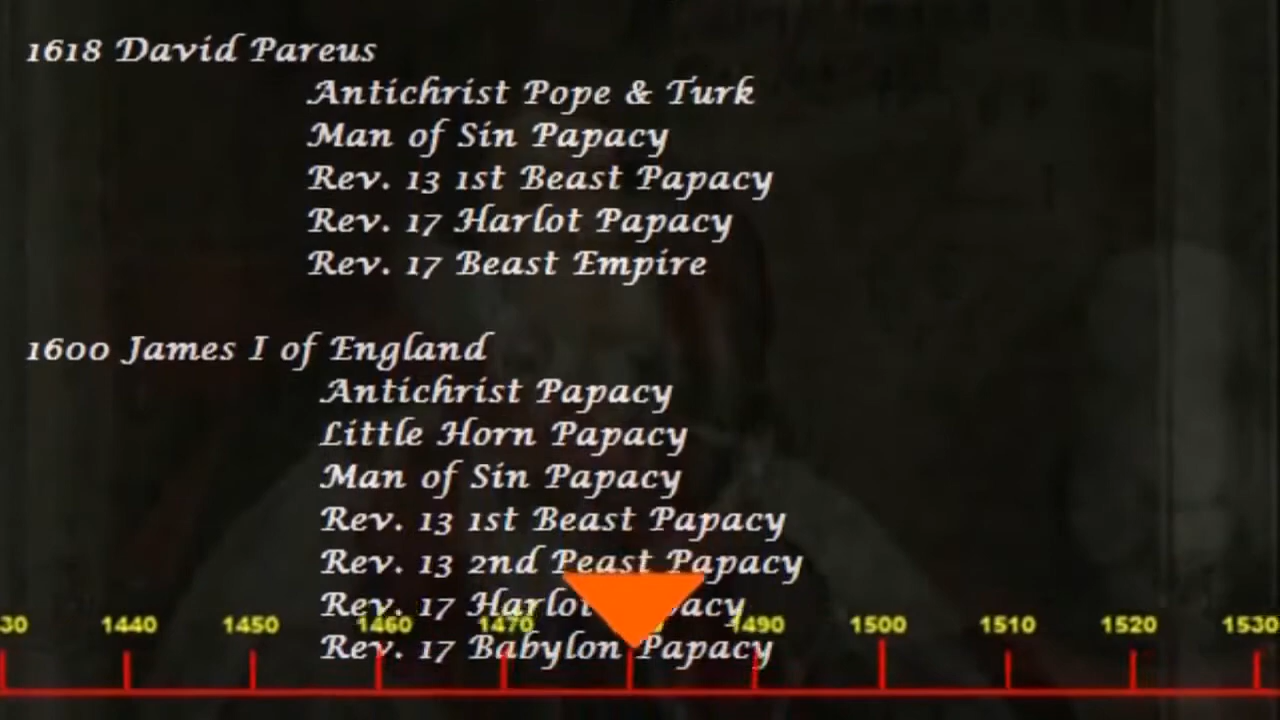 1618 David Pareus
Antichrist Pope & Turk
Man of Sin Papacy
Rev. 13 1st Beast Papacy
Rev. 17 Harlot Papacy
Rev. 17 Beast Empire
1600 James I of England
Antichrist Papacy
Little Horn Papacy
Man of Sin Papacy
Rev. 13 1st Beast Papacy
Rev. 13 2nd Peast Papacy
Rev. 17 Harlot
30 1440 1450 1460 1470 1490 1500 1510 1520 1530
Rev. 17 Babylon Papacy